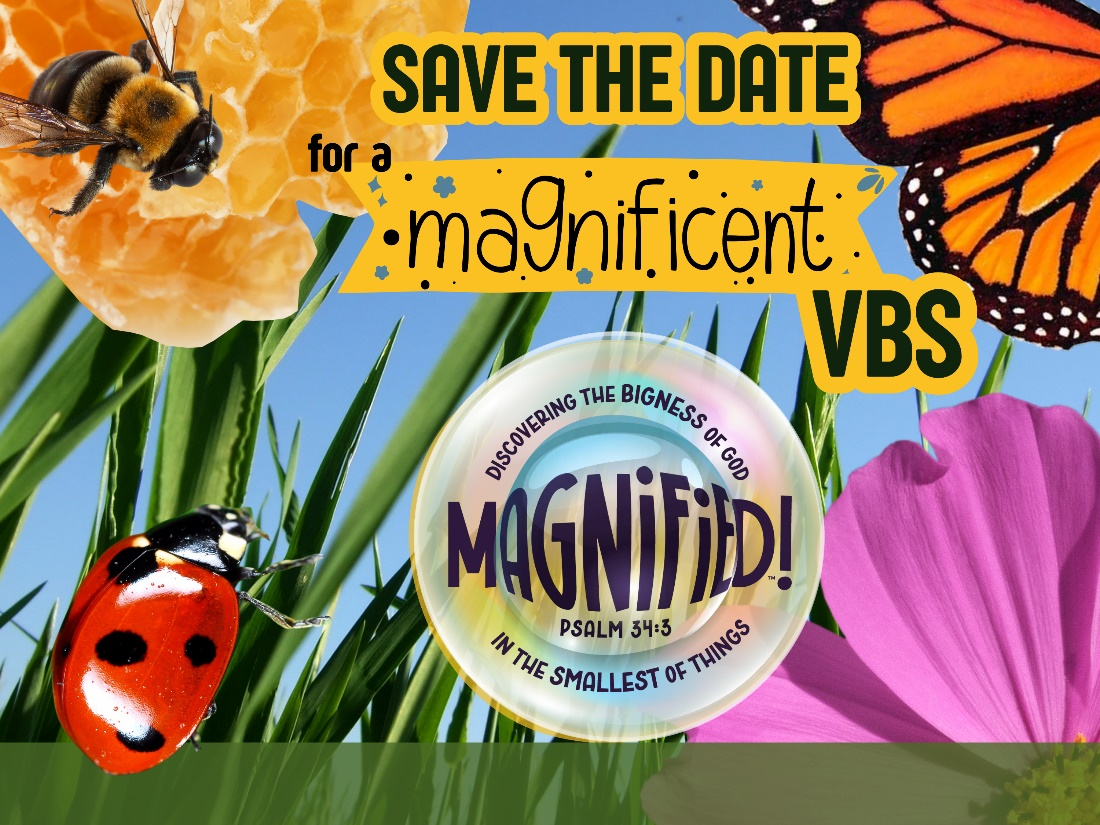 SAVE THE DATE
for a
magnificent
VBS
DISCOVERING THE BIGNESS OF GOD
MAGNiFiED!™
PSALM 34:3
IN THE SMALLEST OF THINGS